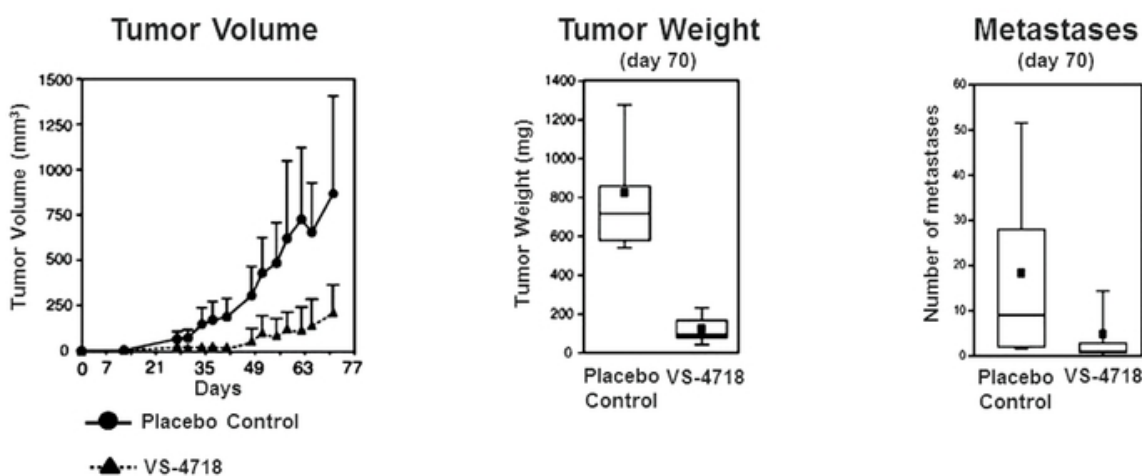 Tumor Volume
Tumor Volume (mm³)
1500
1250
1000
750
500
250
0
0 7 21 35 49 63 77
Days
Placebo Control
VS-4718
Tumor Weight
(day 70)
Tumor Weight (mg)
1400
1200
1000
800
600
400
200
0
Placebo VS-4718
Control
Metastases
(day 70)
Number of metastases
60
50
40
30
20
10
0
Placebo VS-4718
Control